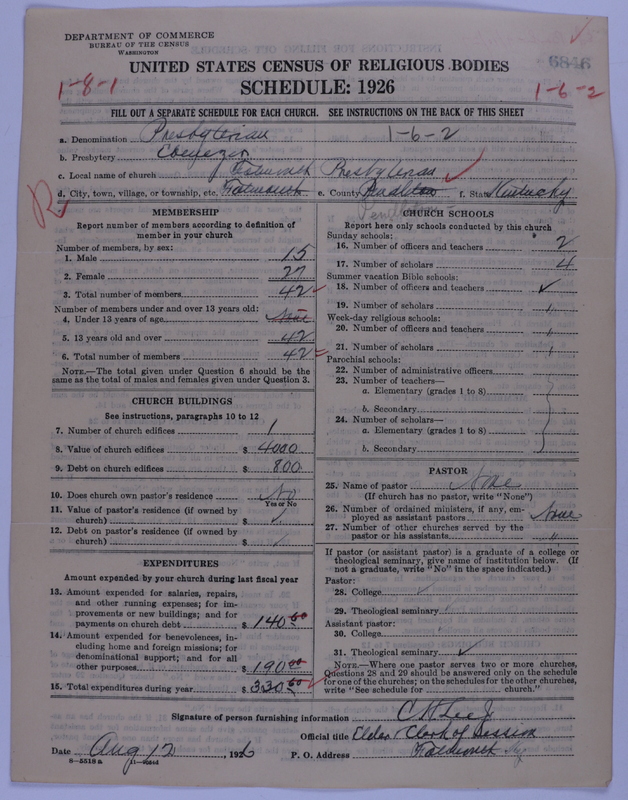 DEPARTMENT OF COMMERCE
BUREAU OF THE CENSUS
WASHINGTON
UNITED STATES CENSUS OF RELIGIOUS BODIES
6846
SCHEDULE: 1926
1-8-1
1-6-2
FILL OUT A SEPARATE SCHEDULE FOR EACH CHURCH. SEE INSTRUCTIONS ON THE BACK OF THIS SHEET
a. Denomination Presbyterian 1-6-2
b. Presbytery Ebenezer
c. Local name of church Falmouth Presbyterian
d. City, town, village, or township, etc. Falmouth e. County Pendleton f. State Kentucky
R
MEMBERSHIP
Report number of members according to definition of
member in your church
Number of members, by sex:
1. Male 15
2. Female 27
3. Total number of members 42
Number of members under and over 13 years old:
4. Under 13 years of age None
5. 13 years old and over 42
6. Total number of members 42
NOTE.—The total given under Question 6 should be
same as the total of males and females given under Question 3.
CHURCH BUILDINGS
See instructions, paragraphs 10 to 12
7. Number of church edifices 1
8. Value of church edifices $ 4000
9. Debt on church edifices $ 800
10. Does church own pastor's residence No
Yes or No
11. Value of pastor's residence (if owned by
church) $
12. Debt on pastor's residence (if owned by
church) $
EXPENDITURES
Amount expended by your church during last fiscal year
13. Amount expended for salaries, repairs,
and other running expenses; for im-
provements or new buildings; and for
payments on church debt $ 140 00
14. Amount expended for benevolences, in-
cluding home and foreign missions; for
denominational support; and for all
other purposes $ 190 00
15. Total expenditures during year $ 330 00
CHURCH SCHOOLS
Report here only schools conducted by this church
Sunday schools:
16. Number of officers and teachers 2
17. Number of scholars 4
Summer vacation Bible schools:
18. Number of officers and teachers ✓
19. Number of scholars
Week-day religious schools:
20. Number of officers and teachers
21. Number of scholars
Parochial schools:
22. Number of administrative officers
23. Number of teachers—
a. Elementary (grades 1 to 8)
b. Secondary
24. Number of scholars—
a. Elementary (grades 1 to 8)
b. Secondary
PASTOR
25. Name of pastor None
(If church has no pastor, write "None")
26. Number of ordained ministers, if any, em-
ployed as assistant pastors None
27. Number of other churches served by the
pastor or his assistants "
If pastor (or assistant pastor) is a graduate of a college or
theological seminary, give name of institution below. (If
not a graduate, write "No" in the space indicated.)
Pastor:
28. College
29. Theological seminary
Assistant pastor:
30. College
31. Theological seminary ✓
NOTE.—Where one pastor serves two or more churches,
Questions 28 and 29 should be answered only on the schedule
for one of the churches; on the schedules for the other churches,
write "See schedule for church."
Signature of person furnishing information C H Lee Jr
Official title Elder & Clerk of Session
Date Aug 12, 1926 P. O. Address Falmouth Ky
8—5518 a